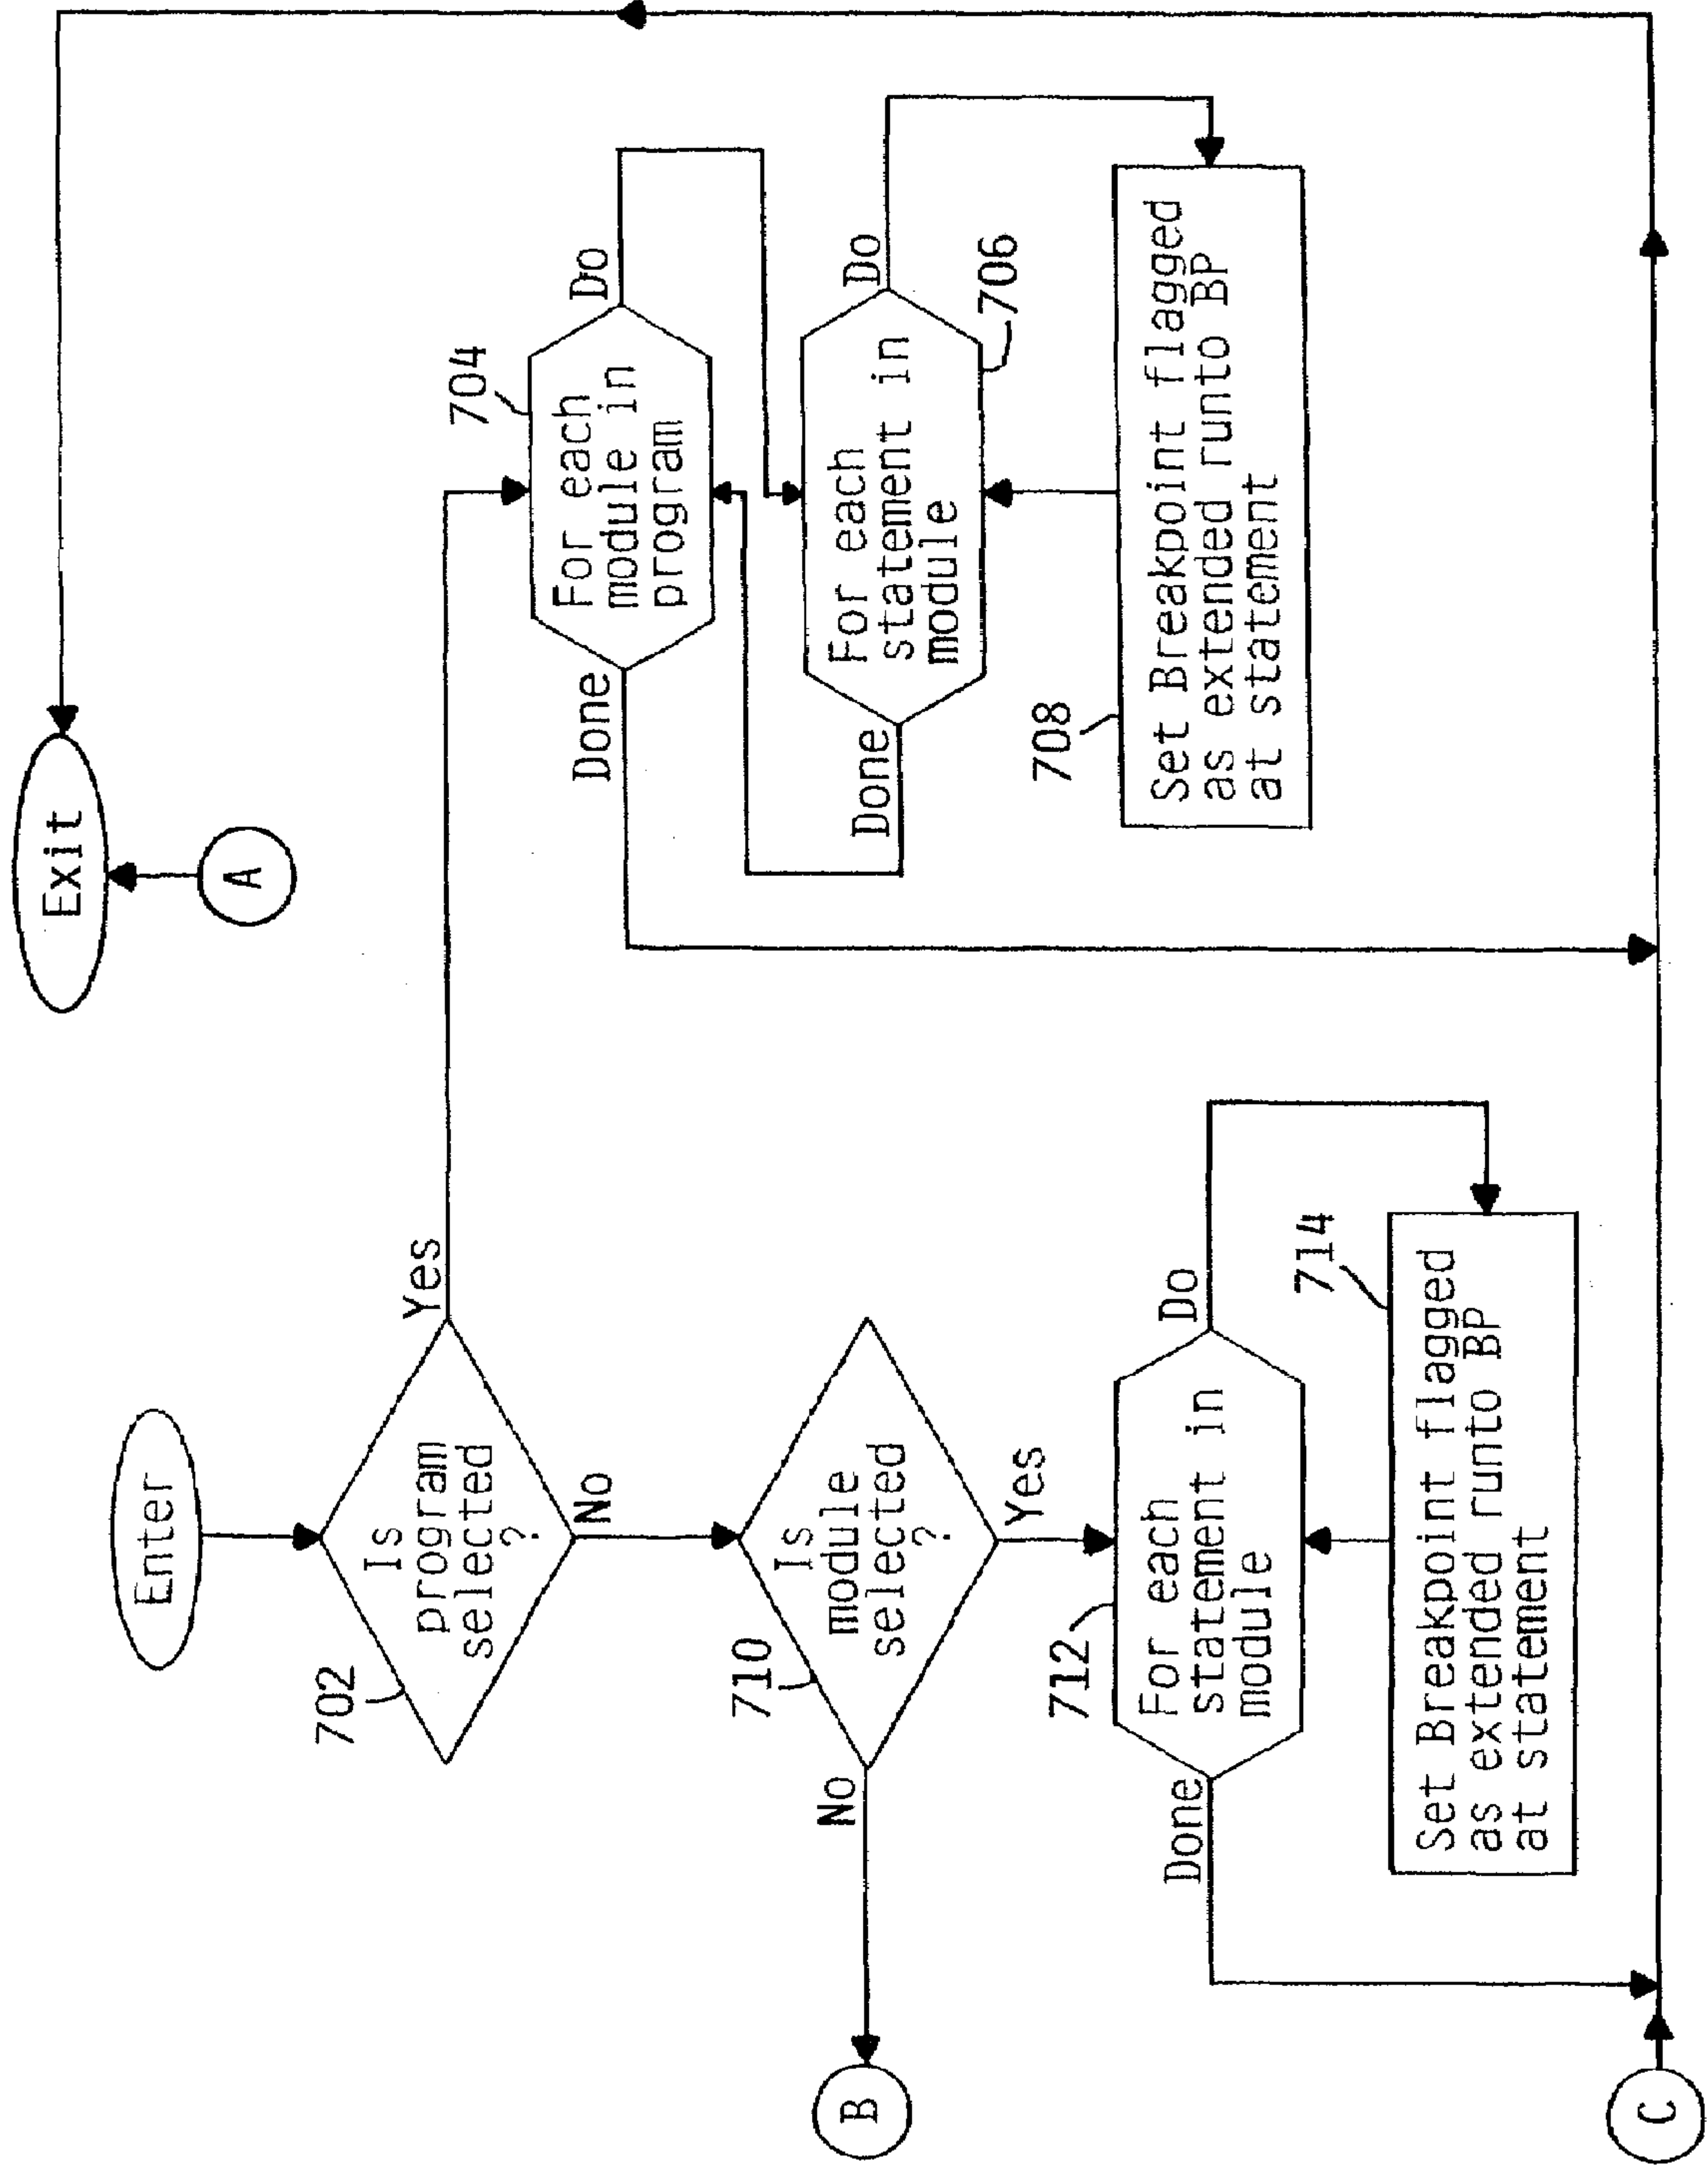 Enter
702
Is
program
selected
?
Yes
No
710
Is
module
selected
?
No
Yes
B
712
For each
statement in
module
Do
Done
714
Set Breakpoint flagged
as extended runto BP
at statement
C
Exit
A
704
For each
module in
program
Do
Done
706
For each
statement in
module
Do
Done
708
Set Breakpoint flagged
as extended runto BP
at statement